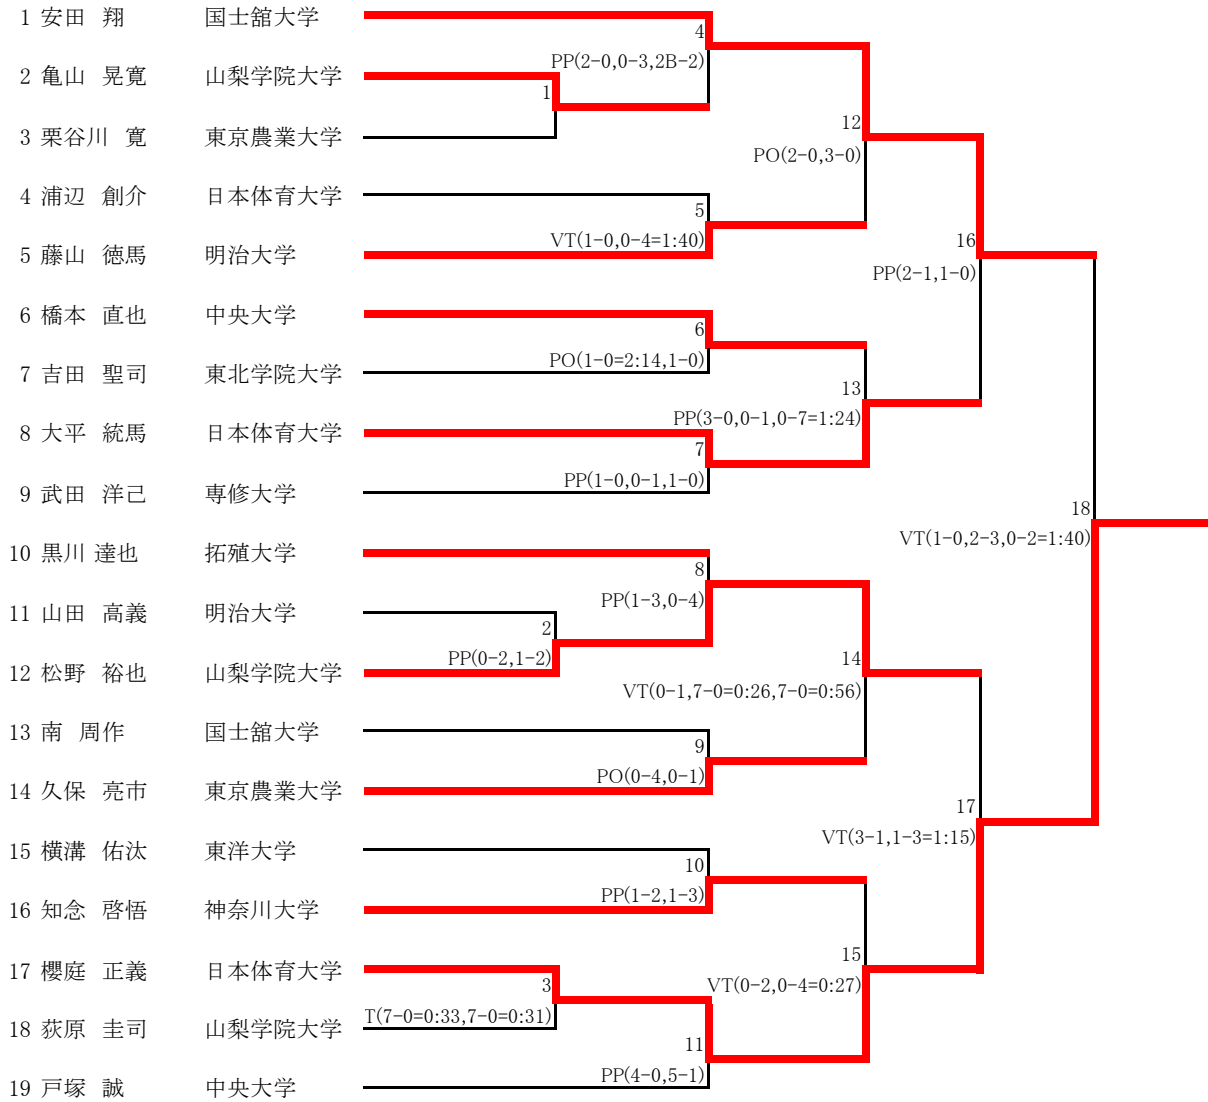 1 安田 翔 国士舘大学
4
PP(2-0,0-3,2B-2)
2 亀山 晃寛 山梨学院大学
1
12
3 栗谷川 寛 東京農業大学
PO(2-0,3-0)
4 浦辺 創介 日本体育大学
5
VT(1-0,0-4=1:40)
16
5 藤山 徳馬 明治大学
PP(2-1,1-0)
6 橋本 直也 中央大学
6
PO(1-0=2:14,1-0)
7 吉田 聖司 東北学院大学
13
PP(3-0,0-1,0-7=1:24)
8 大平 統馬 日本体育大学
7
PP(1-0,0-1,1-0)
9 武田 洋己 専修大学
18
VT(1-0,2-3,0-2=1:40)
10 黒川 達也 拓殖大学
8
PP(1-3,0-4)
11 山田 高義 明治大学
2
PP(0-2,1-2)
14
12 松野 裕也 山梨学院大学
VT(0-1,7-0=0:26,7-0=0:56)
13 南 周作 国士舘大学
9
PO(0-4,0-1)
14 久保 亮市 東京農業大学
17
VT(3-1,1-3=1:15)
15 横溝 佑汰 東洋大学
10
PP(1-2,1-3)
16 知念 啓悟 神奈川大学
15
17 櫻庭 正義 日本体育大学
3
VT(0-2,0-4=0:27)
T(7-0=0:33,7-0=0:31)
18 荻原 圭司 山梨学院大学
11
PP(4-0,5-1)
19 戸塚 誠 中央大学